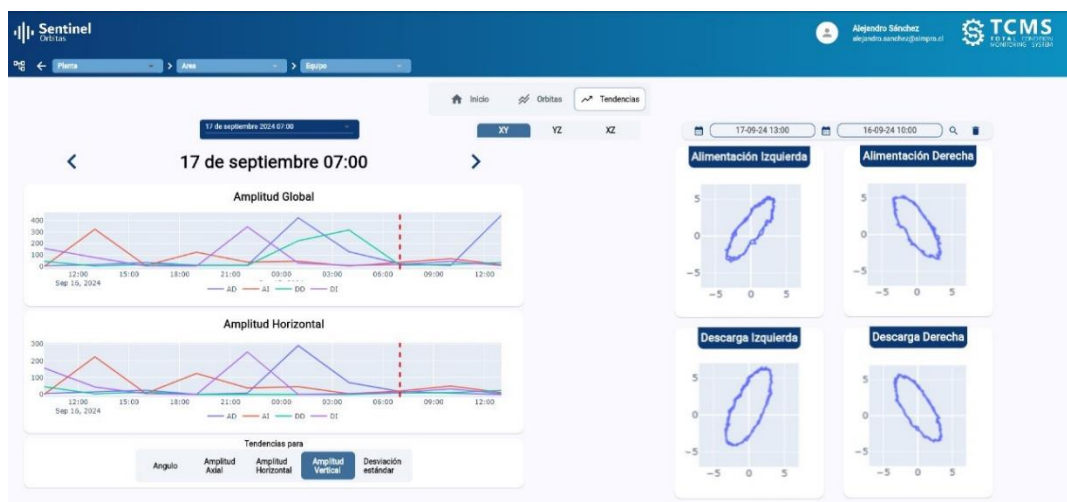 Sentinel
Orbitas
Alejandro Sánchez
alejandro.sanchez@simpro.cl
TCMS
TOTAL CONDITION
MONITORING SYSTEM
Planta
Area
Equipo
Inicio
Orbitas
Tendencias
17 de septiembre 2024 07:00
XY YZ XZ
17-09-24 13:00
16-09-24 10:00
17 de septiembre 07:00
Amplitud Global
400
300
200
100
0
12:00 15:00 18:00 21:00 00:00 03:00 06:00 09:00 12:00
Sep 16, 2024
AD AI DD DI
Amplitud Horizontal
300
200
100
0
12:00 15:00 18:00 21:00 00:00 03:00 06:00 09:00 12:00
Sep 16, 2024
AD AI DD DI
Tendencias para
Angulo
Amplitud
Axial
Amplitud
Horizontal
Amplitud
Vertical
Desviación
estándar
Alimentación Izquierda
5
0
−5
−5 0 5
Alimentación Derecha
5
0
−5
−5 0 5
Descarga Izquierda
5
0
−5
−5 0 5
Descarga Derecha
5
0
−5
−5 0 5